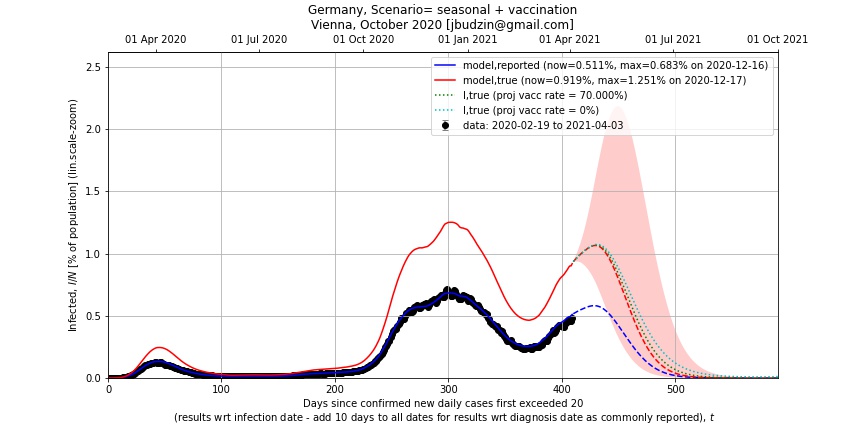 Germany, Scenario= seasonal + vaccination
Vienna, October 2020 [jbudzin@gmail.com]
01 Apr 2020 01 Jul 2020 01 Oct 2020 01 Jan 2021 01 Apr 2021 01 Jul 2021 01 Oct 2021
model,reported (now=0.511%, max=0.683% on 2020-12-16)
model,true (now=0.919%, max=1.251% on 2020-12-17)
I,true (proj vacc rate = 70.000%)
I,true (proj vacc rate = 0%)
data: 2020-02-19 to 2021-04-03
2.5
2.0
1.5
1.0
0.5
0.0
Infected, I/N [% of population] (lin.scale-zoom)
0 100 200 300 400 500
Days since confirmed new daily cases first exceeded 20
(results wrt infection date - add 10 days to all dates for results wrt diagnosis date as commonly reported), t